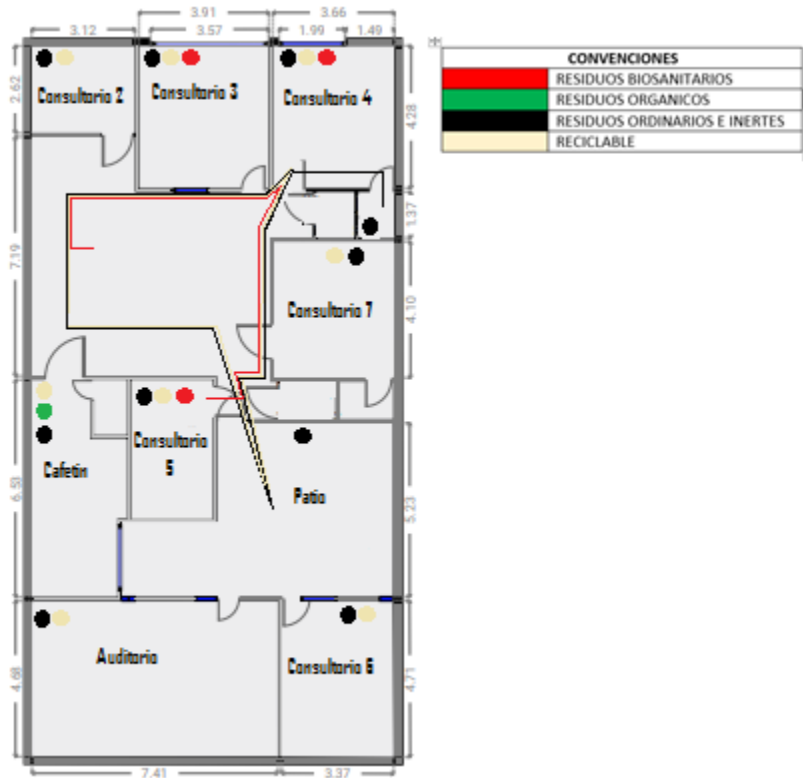 3.91
3.66
3.12
3.57
1.99
1.49
CONVENCIONES
RESIDUOS BIOSANITARIOS
RESIDUOS ORGANICOS
RESIDUOS ORDINARIOS E INERTES
RECICLABLE
2.62
Consultorio 2
Consultorio 3
Consultorio 4
4.28
1.37
7.19
Consultorio 7
4.10
Consultorio
5
Cafetin
6.53
Patio
5.23
Auditorio
Consultorio 6
4.68
4.71
7.41
3.37